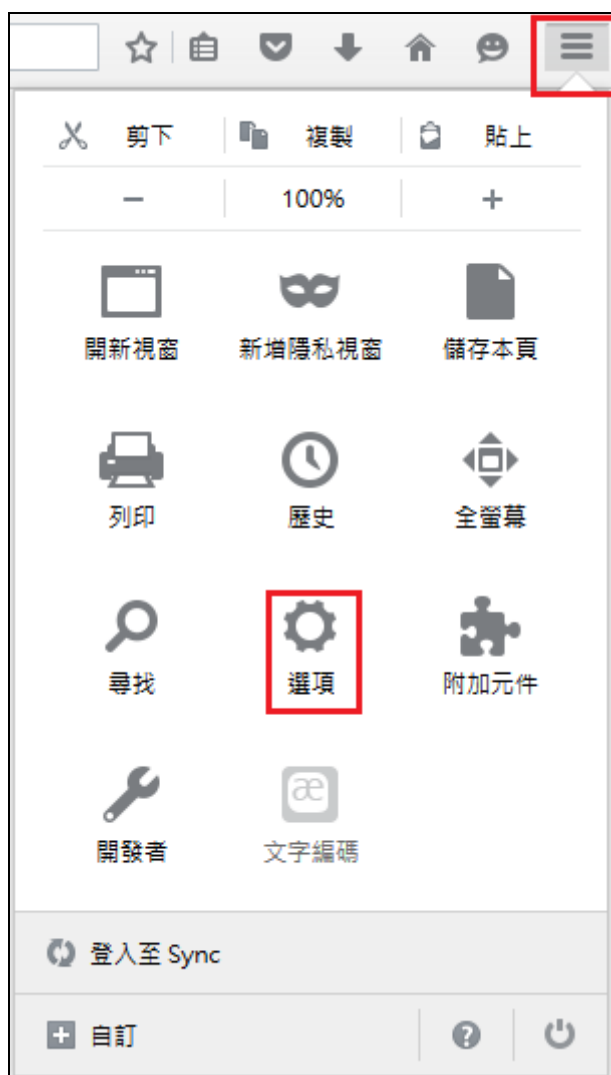 剪下 複製 貼上
− 100% +
開新視窗 新增隱私視窗 儲存本頁
列印 歷史 全螢幕
尋找 選項 附加元件
æ
開發者 文字編碼
登入至 Sync
自訂 ?